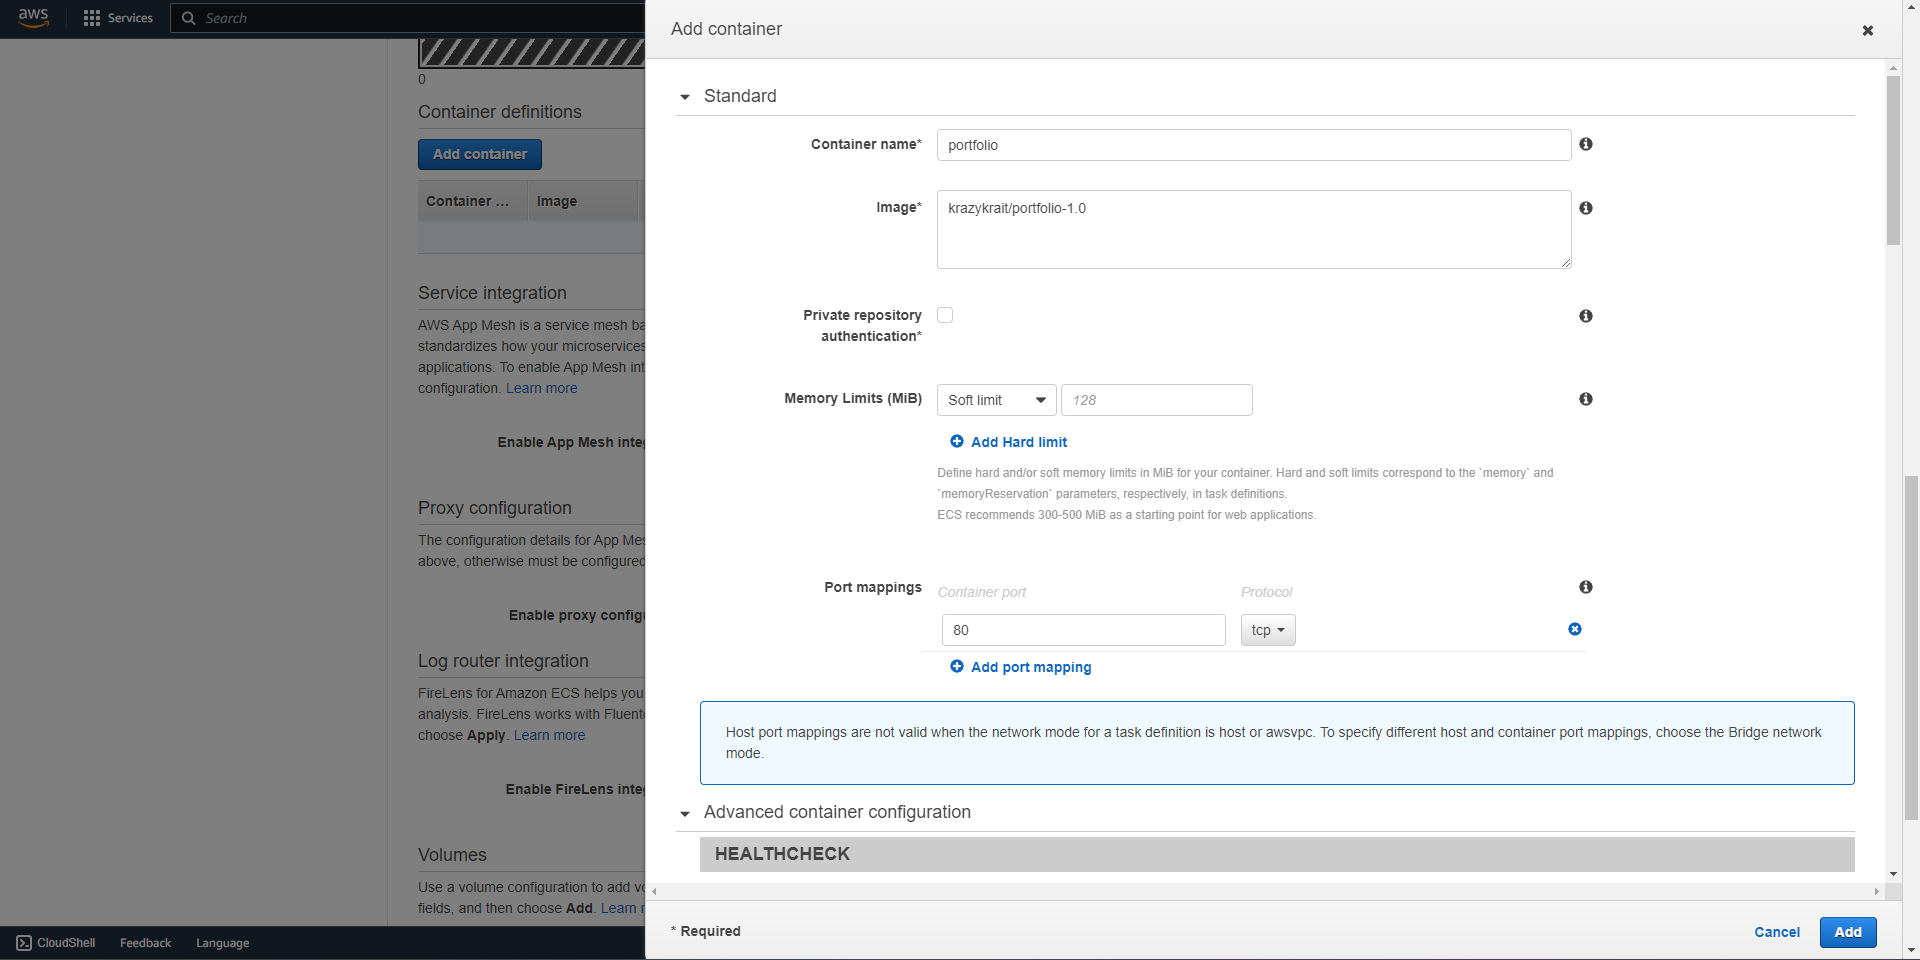 aws
Services
Search
0
Container definitions
Add container
Container ...
Image
Service integration
AWS App Mesh is a service mesh ba
standardizes how your microservices
applications. To enable App Mesh int
configuration. Learn more
Enable App Mesh inte
Proxy configuration
The configuration details for App Mes
above, otherwise must be configured
Enable proxy configu
Log router integration
FireLens for Amazon ECS helps you
analysis. FireLens works with Fluent
choose Apply. Learn more
Enable FireLens inte
Volumes
Use a volume configuration to add vo
fields, and then choose Add. Learn
CloudShell
Feedback
Language
Add container
Standard
Container name*
portfolio
Image*
krazykrait/portfolio-1.0
Private repository
authentication*
Memory Limits (MiB)
Soft limit
128
Add Hard limit
Define hard and/or soft memory limits in MiB for your container. Hard and soft limits correspond to the `memory` and
`memoryReservation` parameters, respectively, in task definitions.
ECS recommends 300-500 MiB as a starting point for web applications.
Port mappings
Container port
Protocol
80
tcp
Add port mapping
Host port mappings are not valid when the network mode for a task definition is host or awsvpc. To specify different host and container port mappings, choose the Bridge network
mode.
Advanced container configuration
HEALTHCHECK
* Required
Cancel
Add